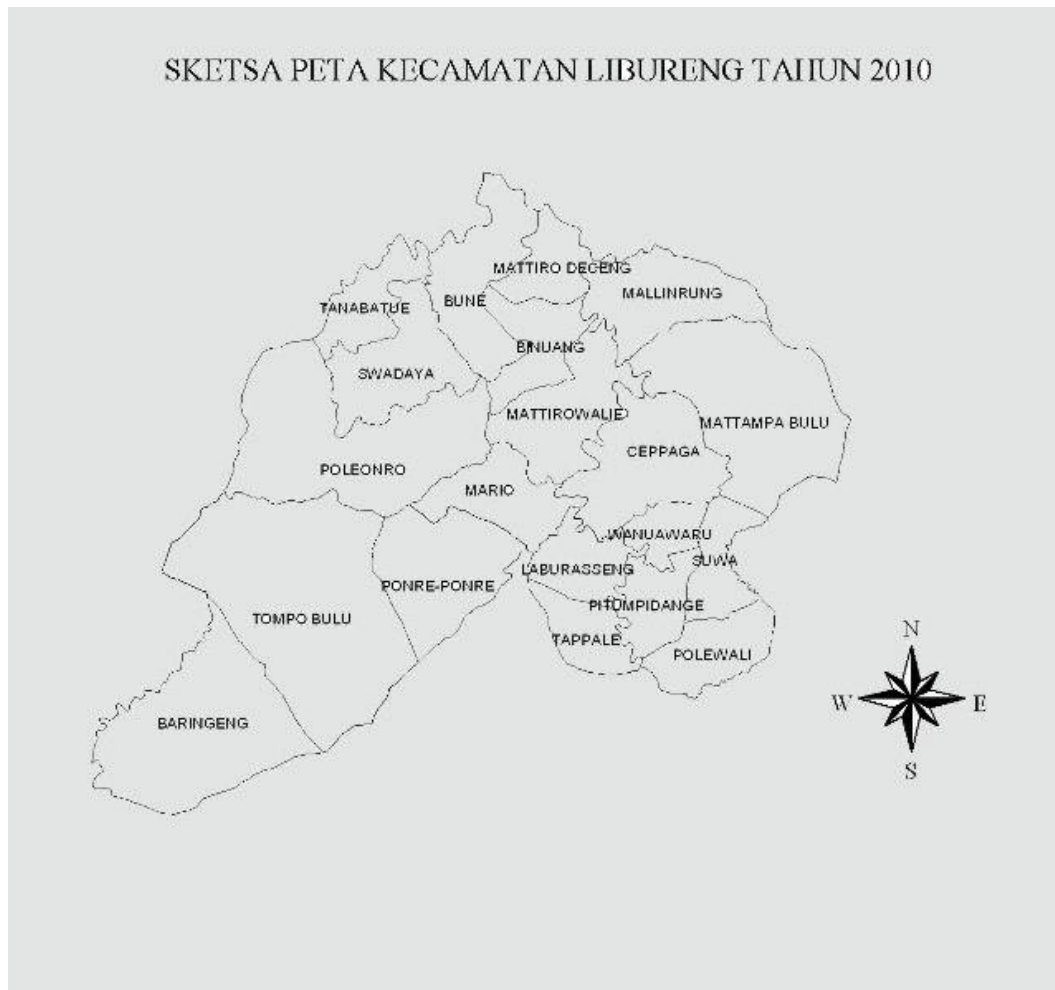 SKETSA PETA KECAMATAN LIBURENG TAHUN 2010
MATTIRO DECENG
MALLINRUNG
TANABATUE
BUNE
BINUANG
SWADAYA
MATTIROWALIE
MATTAMPA BULU
CEPPAGA
POLEONRO
MARIO
WANUAWARU
SUWA
LABURASSENG
PONRE-PONRE
PITUMPIDANGE
TOMPO BULU
TAPPALE
POLEWALI
BARINGENG
N
W
E
S